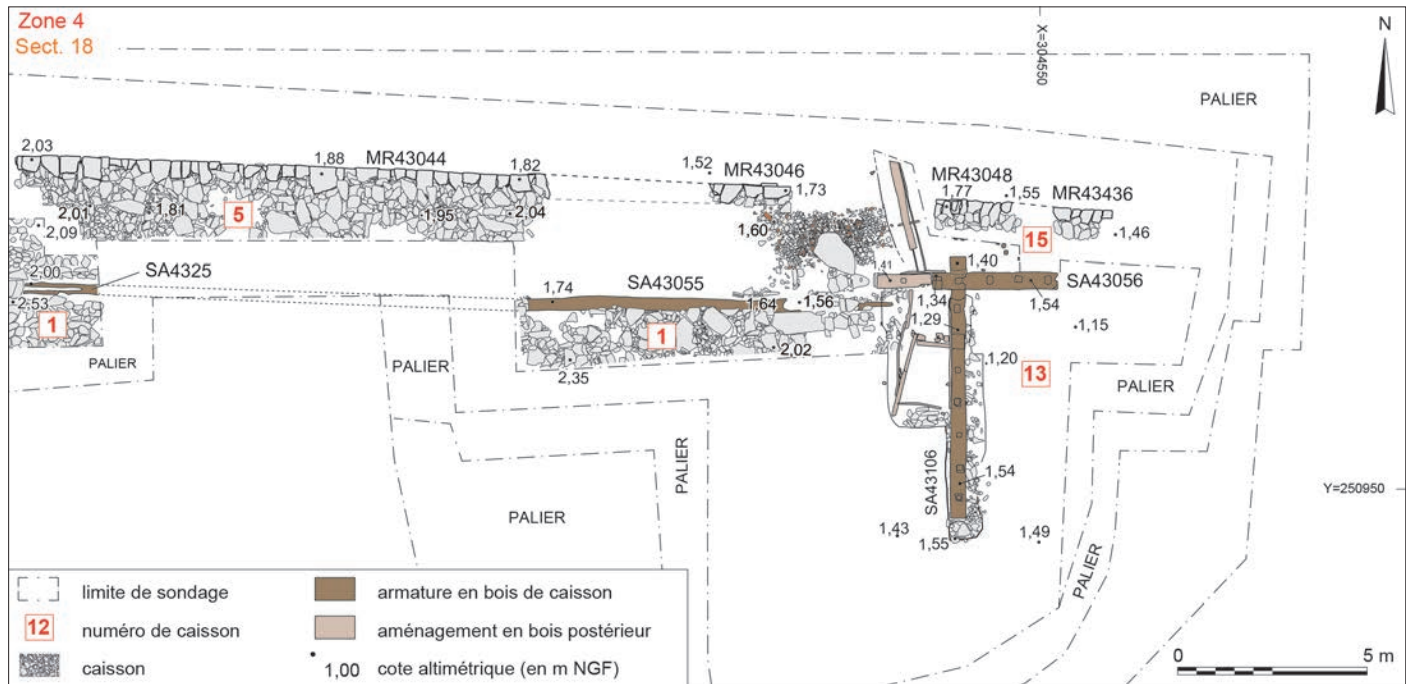 Zone 4
Sect. 18
X=304550
N
PALIER
2,03
1,88
MR43044
1,82
1,52
MR43046
1,73
MR43048
1,77
1,55
MR43436
2,01
1,81
5
1,95
2,04
1,60
15
1,46
2,09
2,00
SA4325
1,41
1,40
SA43056
2,53
1,74
SA43055
1,64
1,56
1,34
1,54
1
1
1,29
1,15
PALIER
PALIER
2,35
2,02
1,20
13
PALIER
PALIER
SA43106
1,54
Y=250950
PALIER
1,43
1,55
1,49
PALIER
limite de sondage
armature en bois de caisson
12
numéro de caisson
aménagement en bois postérieur
caisson
1,00
cote altimétrique (en m NGF)
0
5 m